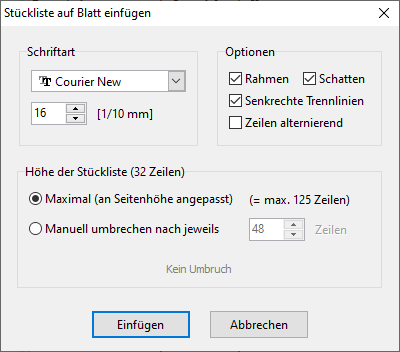 Stückliste auf Blatt einfügen
Schriftart
Courier New
16 [1/10 mm]
Optionen
Rahmen Schatten
Senkrechte Trennlinien
Zeilen alternierend
Höhe der Stückliste (32 Zeilen)
Maximal (an Seitenhöhe angepasst) (= max. 125 Zeilen)
Manuell umbrechen nach jeweils 48 Zeilen
Kein Umbruch
Einfügen Abbrechen